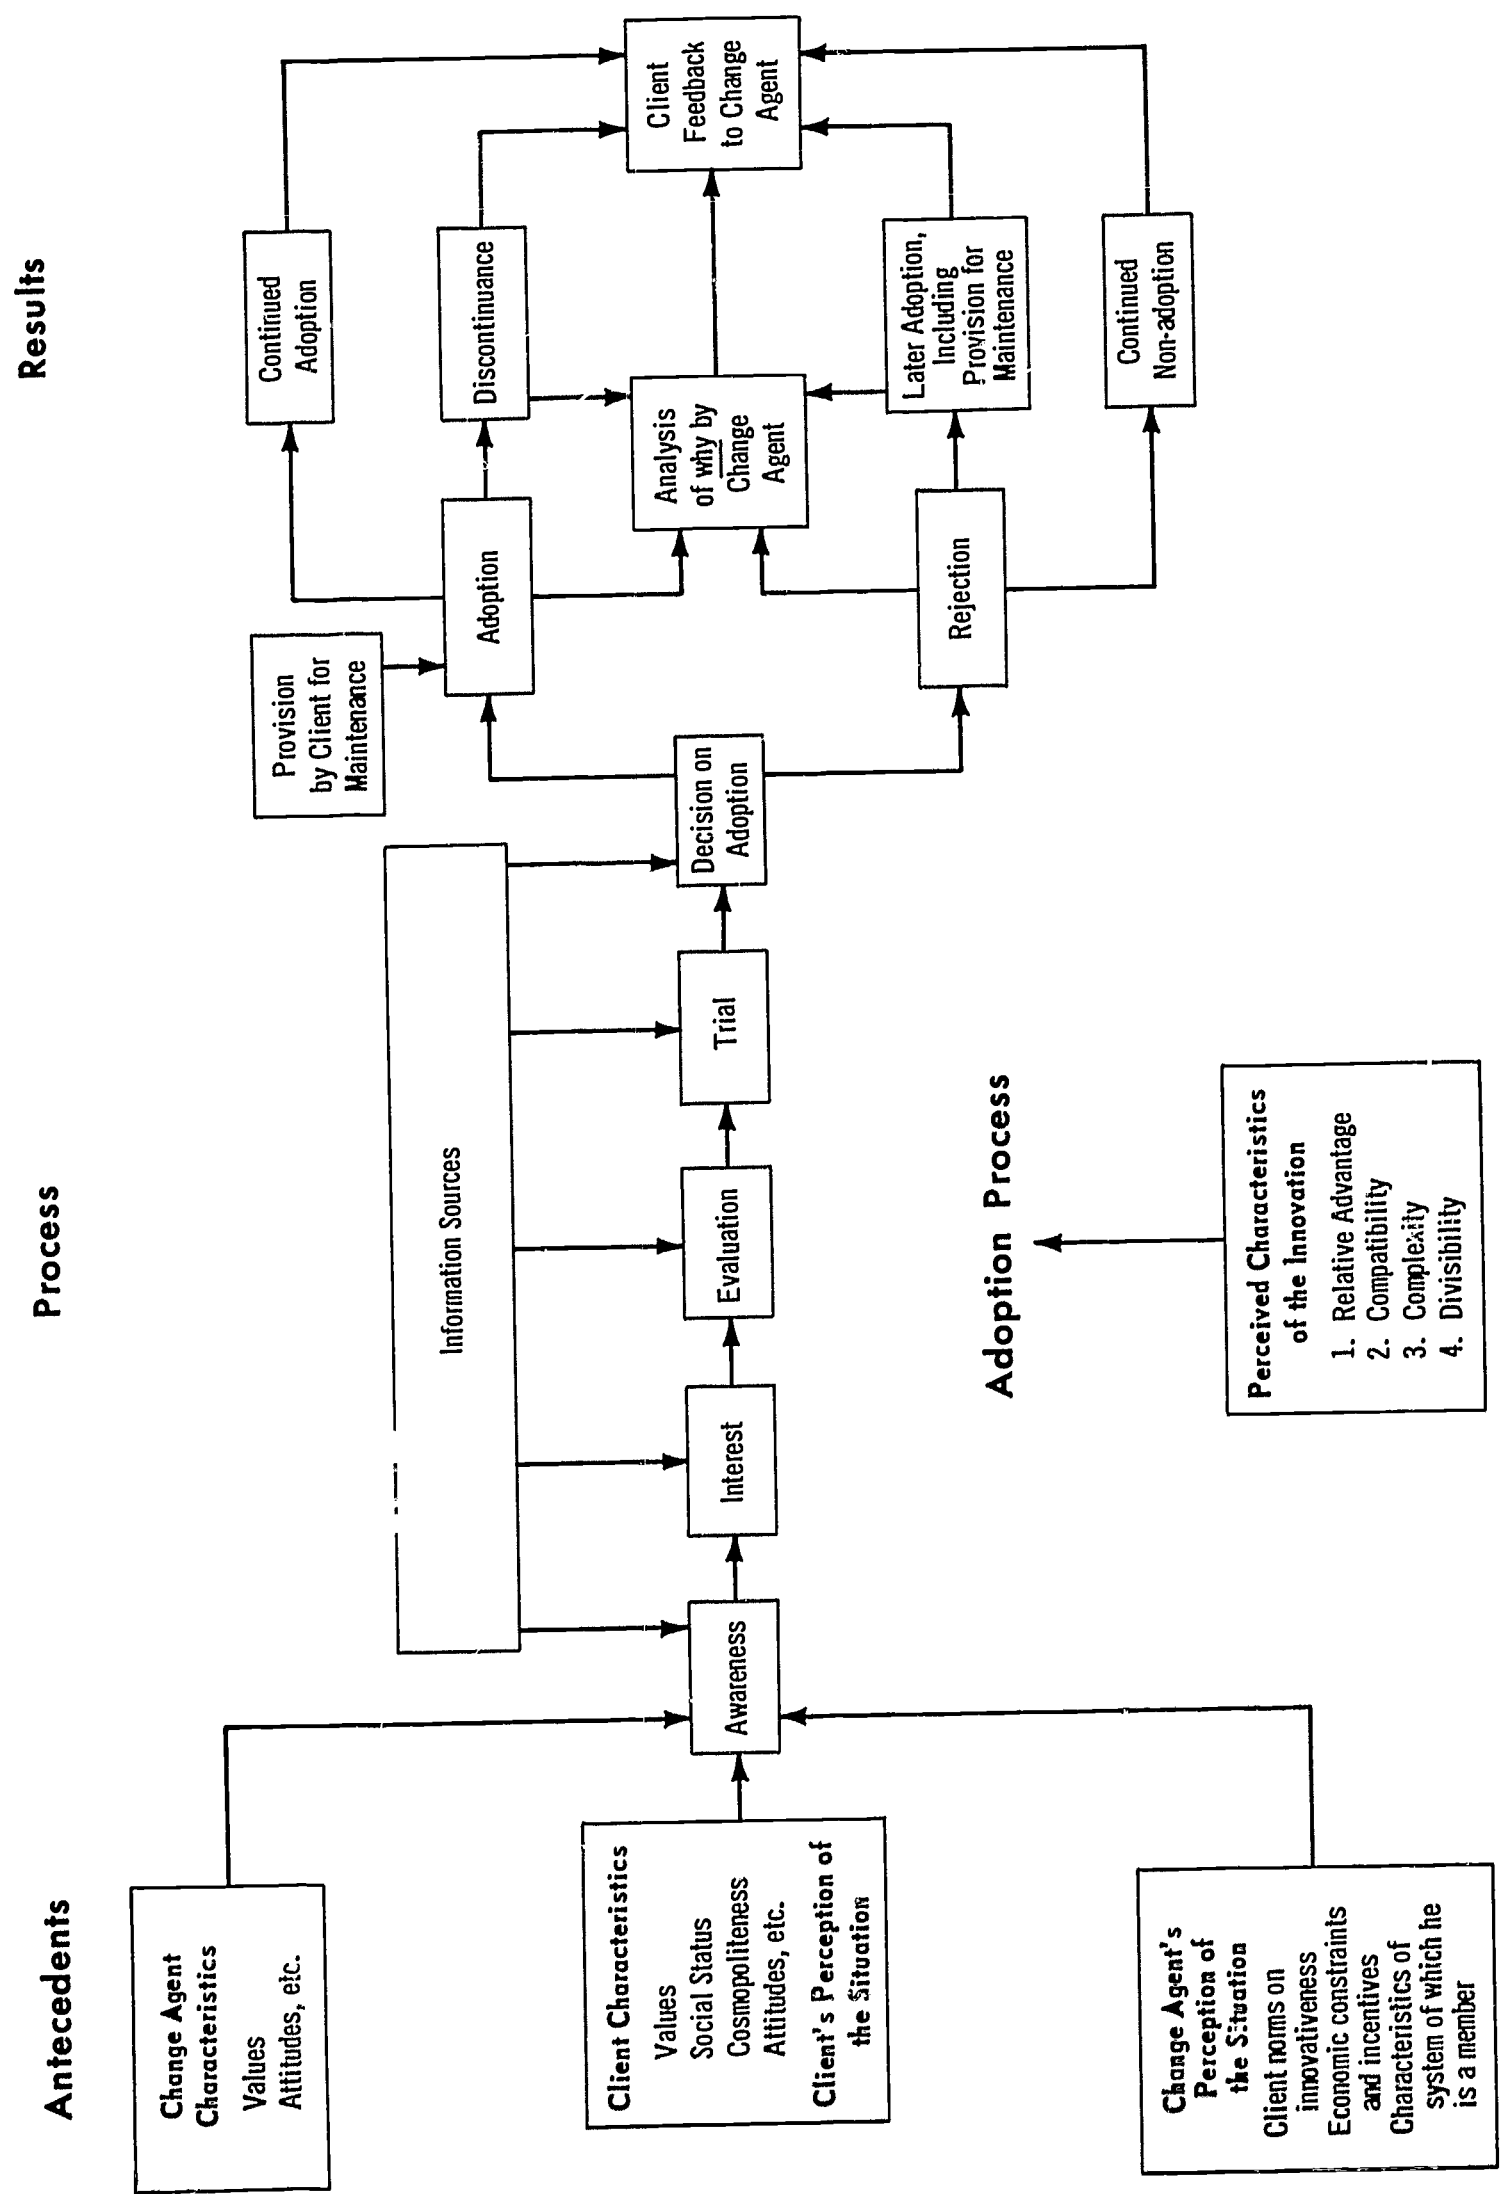 Antecedents
Process
Results
Change Agent
Characteristics
Values
Attitudes, etc.
Client Characteristics
Values
Social Status
Cosmopoliteness
Attitudes, etc.
Client's Perception of
the Situation
Change Agent's
Perception of
the Situation
Client norms on
innovativeness
Economic constraints
and incentives
Characteristics of
system of which he
is a member
Information Sources
Awareness
Interest
Evaluation
Trial
Decision on
Adoption
Adoption Process
Perceived Characteristics
of the Innovation
1. Relative Advantage
2. Compatibility
3. Complexity
4. Divisibility
Provision
by Client for
Maintenance
Adoption
Rejection
Continued
Adoption
Discontinuance
Analysis
of why by
Change
Agent
Later Adoption,
Including
Provision for
Maintenance
Continued
Non-adoption
Client
Feedback
to Change
Agent